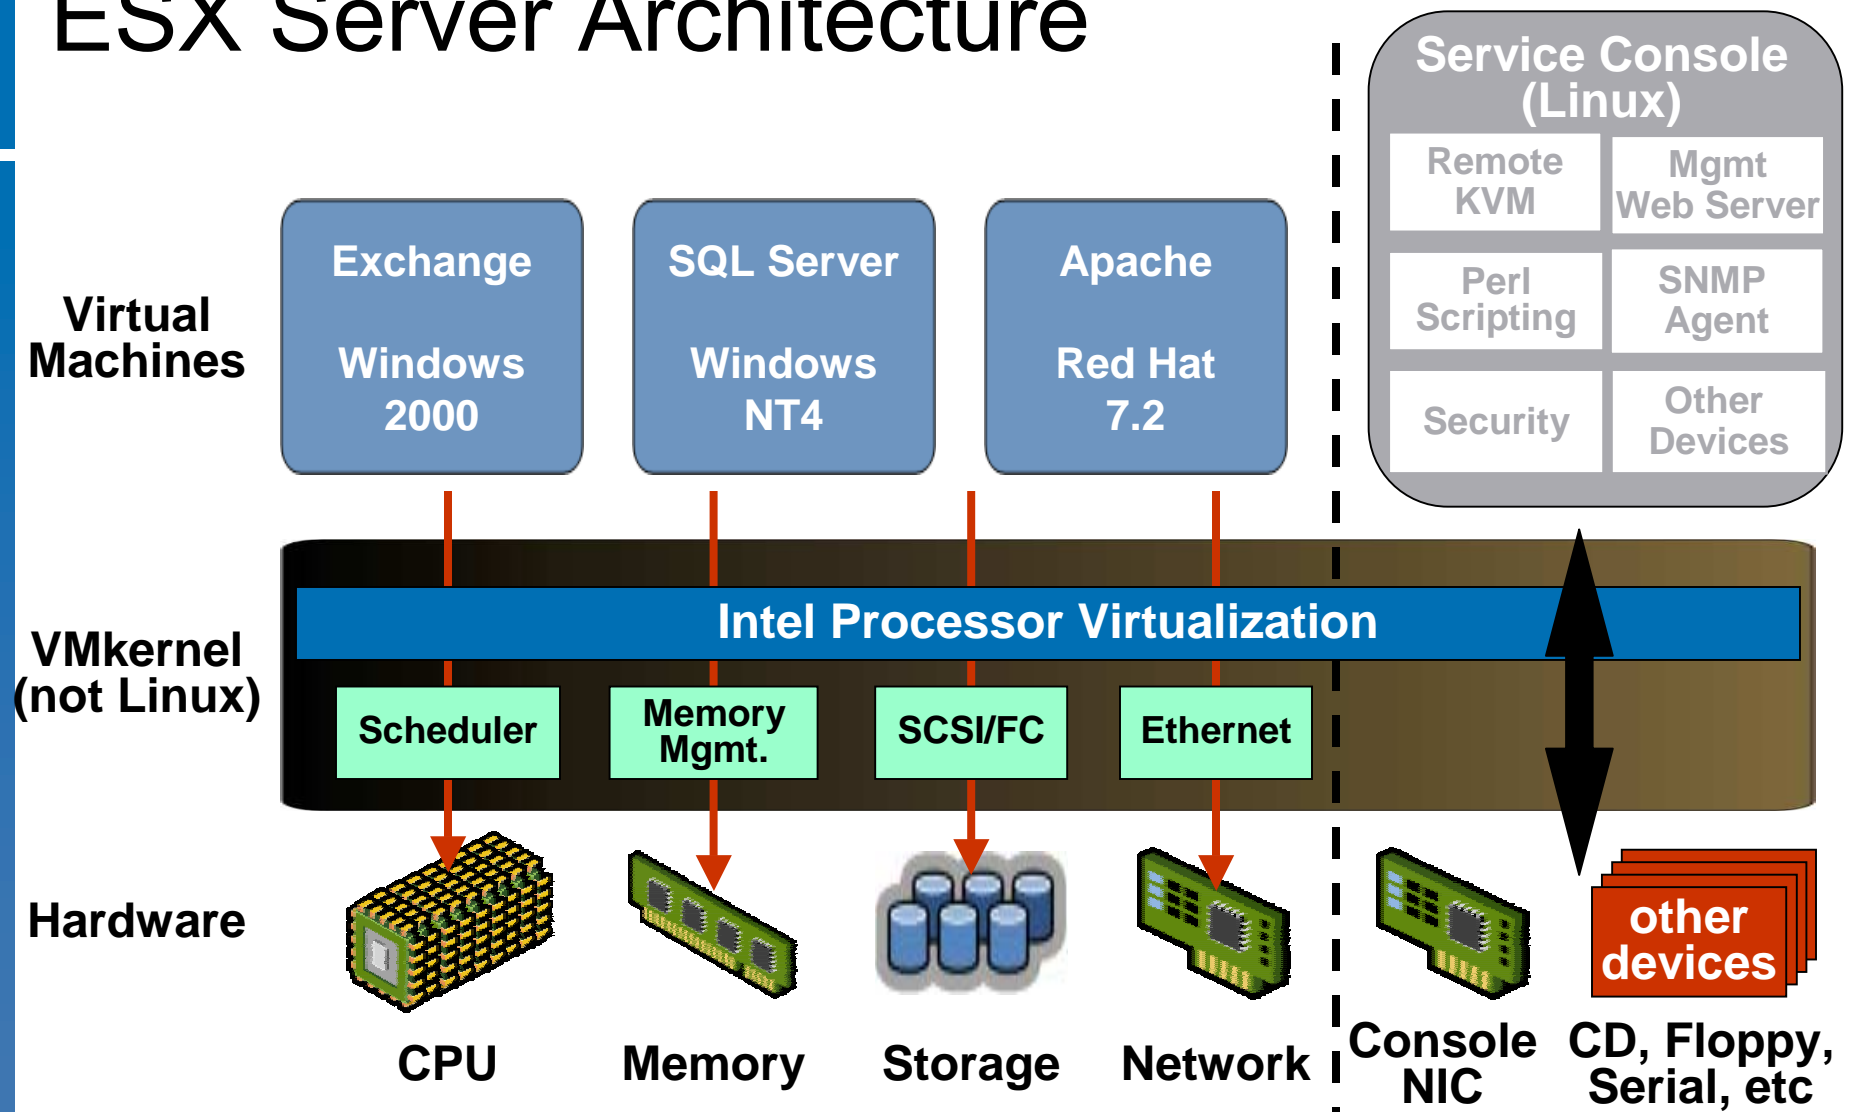 ESX Server Architecture
Service Console
(Linux)
Remote
KVM
Mgmt
Web Server
Perl
Scripting
SNMP
Agent
Security
Other
Devices
Virtual
Machines
Exchange
Windows
2000
SQL Server
Windows
NT4
Apache
Red Hat
7.2
VMkernel
(not Linux)
Intel Processor Virtualization
Scheduler
Memory
Mgmt.
SCSI/FC
Ethernet
Hardware
other
devices
CPU
Memory
Storage
Network
Console
NIC
CD, Floppy,
Serial, etc